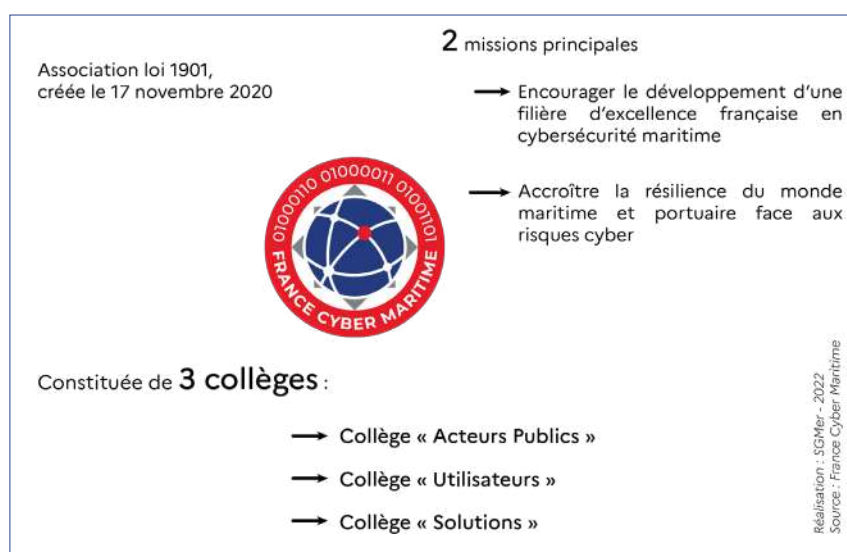 Association loi 1901,
créée le 17 novembre 2020
2 missions principales
Encourager le développement d'une
filière d'excellence française en
cybersécurité maritime
Accroître la résilience du monde
maritime et portuaire face aux
risques cyber
01000110 01000011 01001101
FRANCE CYBER MARITIME
Constituée de 3 collèges :
Collège « Acteurs Publics »
Collège « Utilisateurs »
Collège « Solutions »
Réalisation : SGMer - 2022
Source : France Cyber Maritime